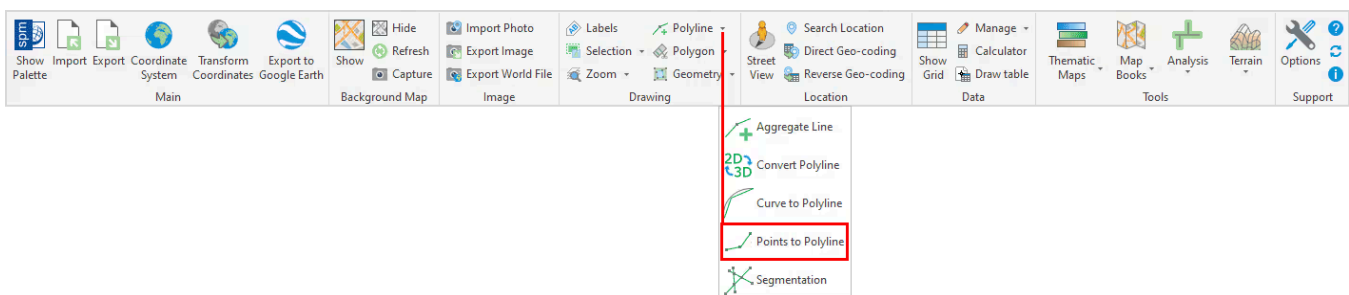 spm
Show Palette
Import
Export
Coordinate System
Transform Coordinates
Export to Google Earth
Main
Show
Hide
Refresh
Capture
Background Map
Import Photo
Export Image
Export World File
Image
Labels
Selection
Zoom
Polyline
Polygon
Geometry
Drawing
Street View
Search Location
Direct Geo-coding
Reverse Geo-coding
Location
Show Grid
Manage
Calculator
Draw table
Data
Thematic Maps
Map Books
Analysis
Terrain
Tools
Options
?
i
Support
Aggregate Line
2D
3D
Convert Polyline
Curve to Polyline
Points to Polyline
Segmentation